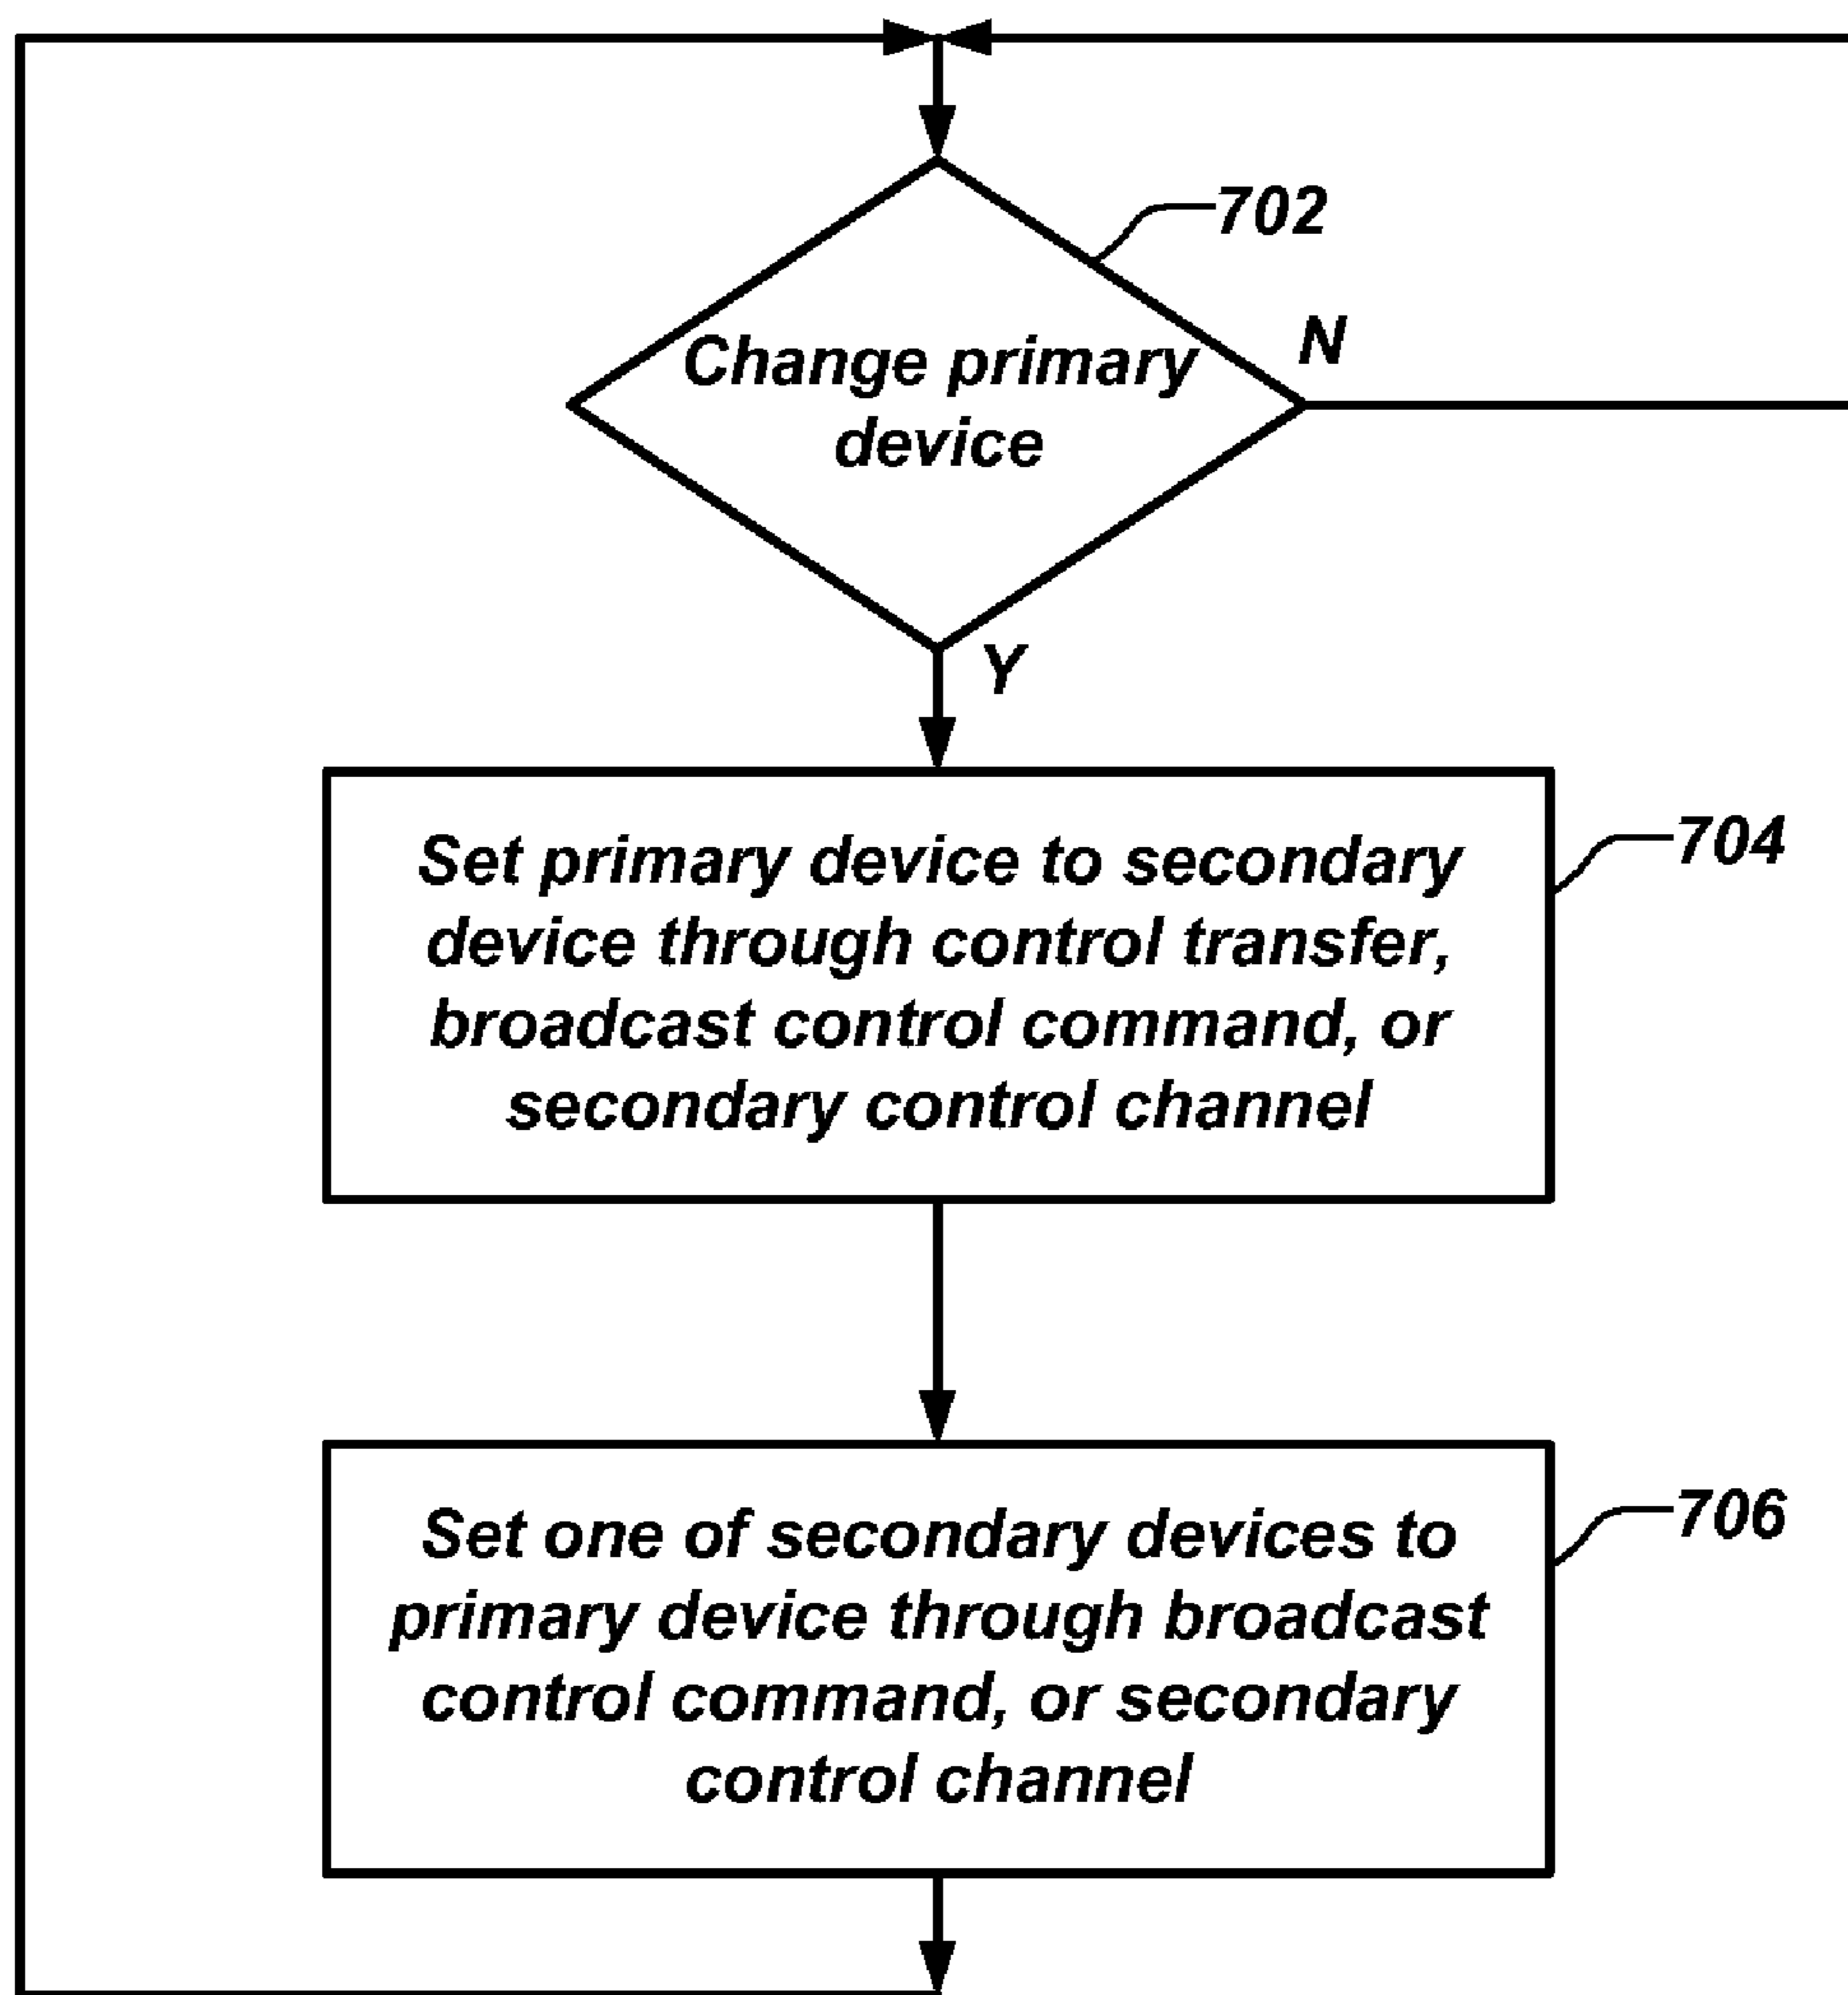 702
N
Change primary
device
Y
704
Set primary device to secondary
device through control transfer,
broadcast control command, or
secondary control channel
706
Set one of secondary devices to
primary device through broadcast
control command, or secondary
control channel